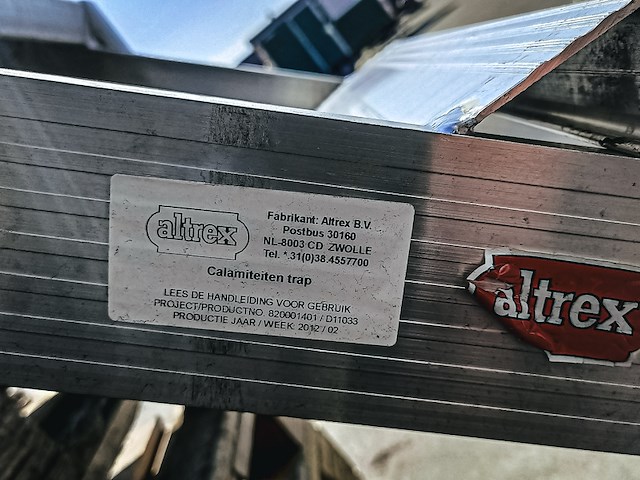 altrex
Fabrikant: Altrex B.V.
Postbus 30160
NL-8003 CD ZWOLLE
Tel. *.31(0)38.4557700
Calamiteiten trap
LEES DE HANDLEIDING VOOR GEBRUIK
PROJECT/PRODUCTNO. 820001401 / D11033
PRODUCTIE JAAR / WEEK: 2012 / 02
altrex